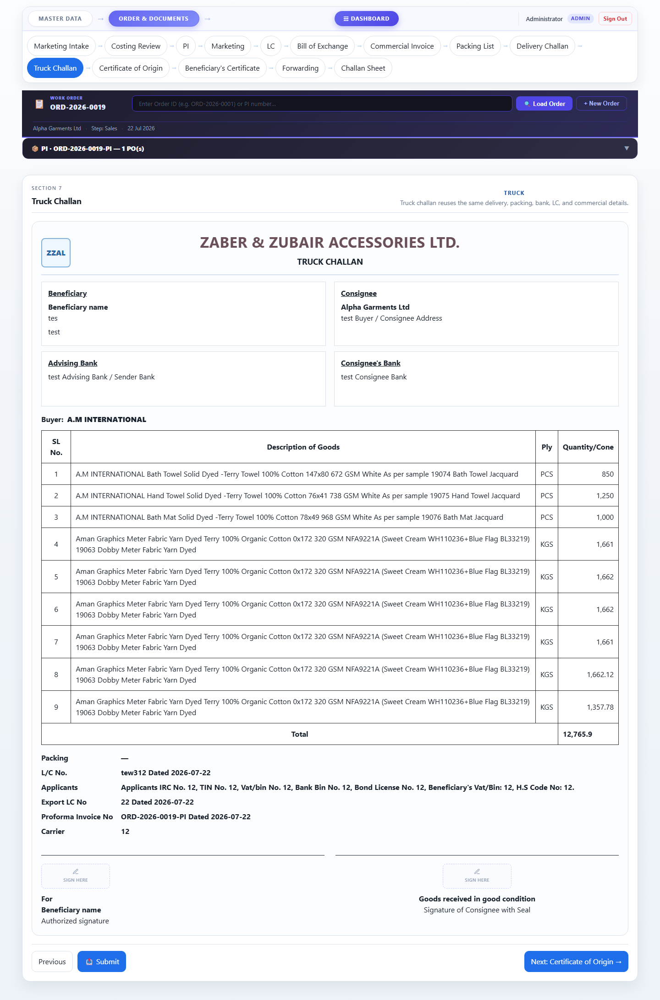 MASTER DATA → ORDER & DOCUMENTS → DASHBOARD Administrator ADMIN Sign Out
Marketing Intake → Costing Review → PI → Marketing → LC → Bill of Exchange → Commercial Invoice → Packing List → Delivery Challan →
Truck Challan → Certificate of Origin → Beneficiary's Certificate → Forwarding → Challan Sheet
WORK ORDER
ORD-2026-0019
Enter Order ID (e.g. ORD-2026-0001) or PI number...
Load Order
+ New Order
Alpha Garments Ltd · Step: Sales · 22 Jul 2026
PI · ORD-2026-0019-PI — 1 PO(s) ▼
SECTION 7
Truck Challan
TRUCK
Truck challan reuses the same delivery, packing, bank, LC, and commercial details.
ZZAL
ZABER & ZUBAIR ACCESSORIES LTD.
TRUCK CHALLAN
Beneficiary
Beneficiary name
tes
test
Consignee
Alpha Garments Ltd
test Buyer / Consignee Address
Advising Bank
test Advising Bank / Sender Bank
Consignee's Bank
test Consignee Bank
Buyer: A.M INTERNATIONAL
SL No. Description of Goods Ply Quantity/Cone
1 A.M INTERNATIONAL Bath Towel Solid Dyed -Terry Towel 100% Cotton 147x80 672 GSM White As per sample 19074 Bath Towel Jacquard PCS 850
2 A.M INTERNATIONAL Hand Towel Solid Dyed -Terry Towel 100% Cotton 76x41 738 GSM White As per sample 19075 Hand Towel Jacquard PCS 1,250
3 A.M INTERNATIONAL Bath Mat Solid Dyed -Terry Towel 100% Cotton 78x49 968 GSM White As per sample 19076 Bath Mat Jacquard PCS 1,000
4 Aman Graphics Meter Fabric Yarn Dyed Terry 100% Organic Cotton 0x172 320 GSM NFA9221A (Sweet Cream WH110236+Blue Flag BL33219)
19063 Dobby Meter Fabric Yarn Dyed KGS 1,661
5 Aman Graphics Meter Fabric Yarn Dyed Terry 100% Organic Cotton 0x172 320 GSM NFA9221A (Sweet Cream WH110236+Blue Flag BL33219)
19063 Dobby Meter Fabric Yarn Dyed KGS 1,662
6 Aman Graphics Meter Fabric Yarn Dyed Terry 100% Organic Cotton 0x172 320 GSM NFA9221A (Sweet Cream WH110236+Blue Flag BL33219)
19063 Dobby Meter Fabric Yarn Dyed KGS 1,662
7 Aman Graphics Meter Fabric Yarn Dyed Terry 100% Organic Cotton 0x172 320 GSM NFA9221A (Sweet Cream WH110236+Blue Flag BL33219)
19063 Dobby Meter Fabric Yarn Dyed KGS 1,661
8 Aman Graphics Meter Fabric Yarn Dyed Terry 100% Organic Cotton 0x172 320 GSM NFA9221A (Sweet Cream WH110236+Blue Flag BL33219)
19063 Dobby Meter Fabric Yarn Dyed KGS 1,662.12
9 Aman Graphics Meter Fabric Yarn Dyed Terry 100% Organic Cotton 0x172 320 GSM NFA9221A (Sweet Cream WH110236+Blue Flag BL33219)
19063 Dobby Meter Fabric Yarn Dyed KGS 1,357.78
Total 12,765.9
Packing —
L/C No. tew312 Dated 2026-07-22
Applicants Applicants IRC No. 12, TIN No. 12, Vat/bin No. 12, Bank Bin No. 12, Bond License No. 12, Beneficiary's Vat/Bin: 12, H.S Code No: 12.
Export LC No 22 Dated 2026-07-22
Proforma Invoice No ORD-2026-0019-PI Dated 2026-07-22
Carrier 12
SIGN HERE
For
Beneficiary name
Authorized signature
SIGN HERE
Goods received in good condition
Signature of Consignee with Seal
Previous Submit Next: Certificate of Origin →